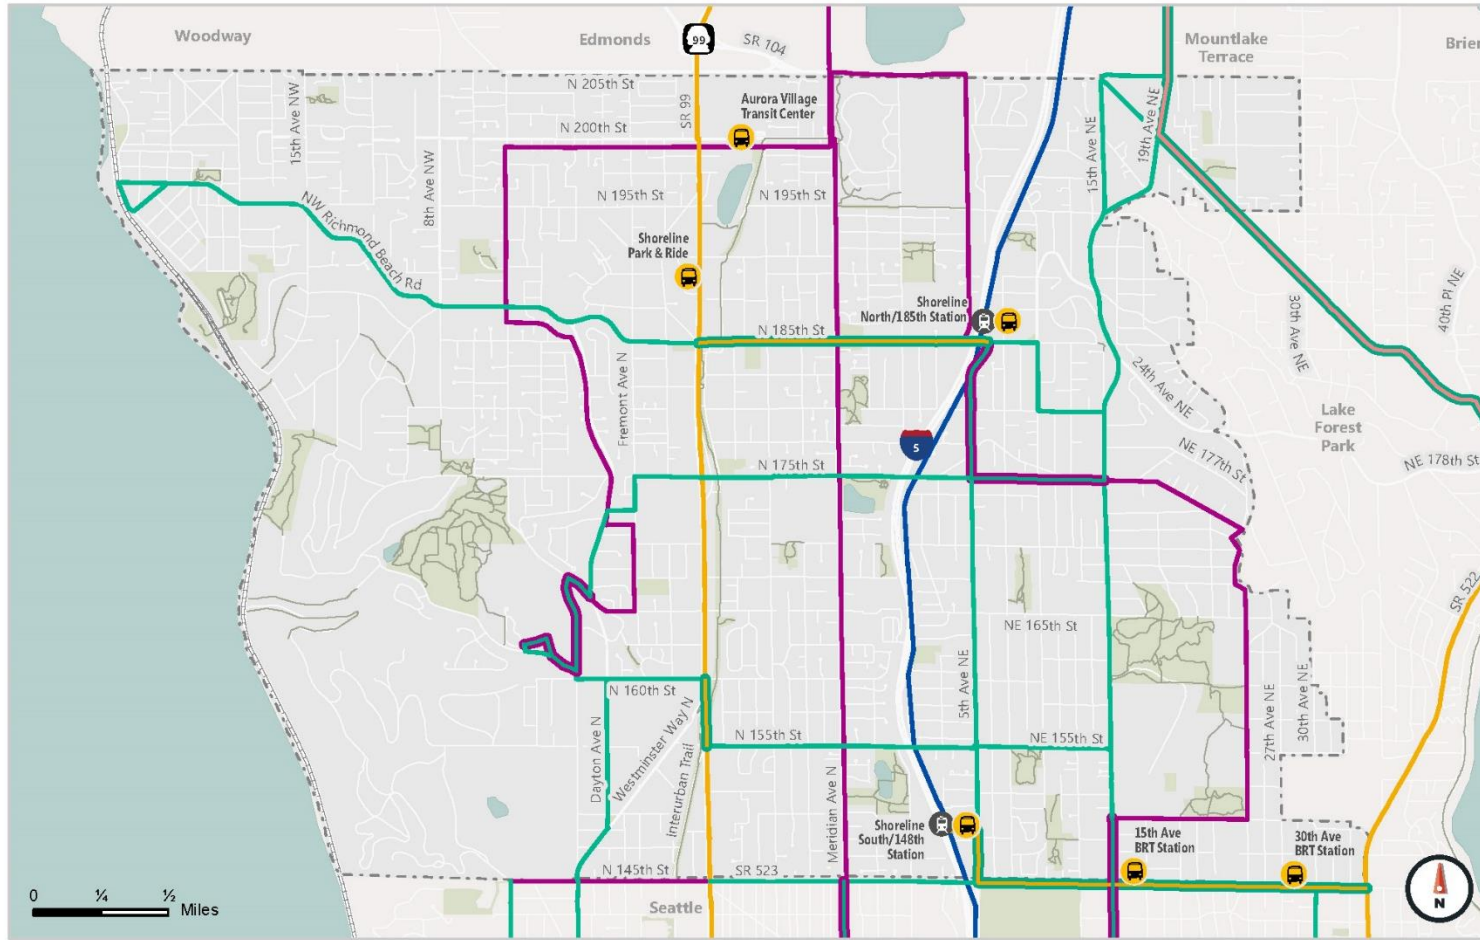 Woodway
Edmonds
99
SR 104
Mountlake
Terrace
Brier
N 205th St
SR 99
Aurora Village
Transit Center
15th Ave NW
N 200th St
8th Ave NW
N 195th St
N 195th St
15th Ave NE
19th Ave NE
NW Richmond Beach Rd
Shoreline
Park & Ride
Shoreline
North/185th Station
N 185th St
30th Ave NE
40th Pl NE
24th Ave NE
Fremont Ave N
5
Lake
Forest
Park
N 175th St
NE 177th St
NE 178th St
SR 522
NE 165th St
N 160th St
5th Ave NE
27th Ave NE
30th Ave NE
Dayton Ave N
Westminster Way N
Interurban Trail
N 155th St
NE 155th St
Meridian Ave N
Shoreline
South/148th
Station
15th Ave
BRT Station
30th Ave
BRT Station
N 145th St
SR 523
Seattle
0 ¼ ½
Miles
N